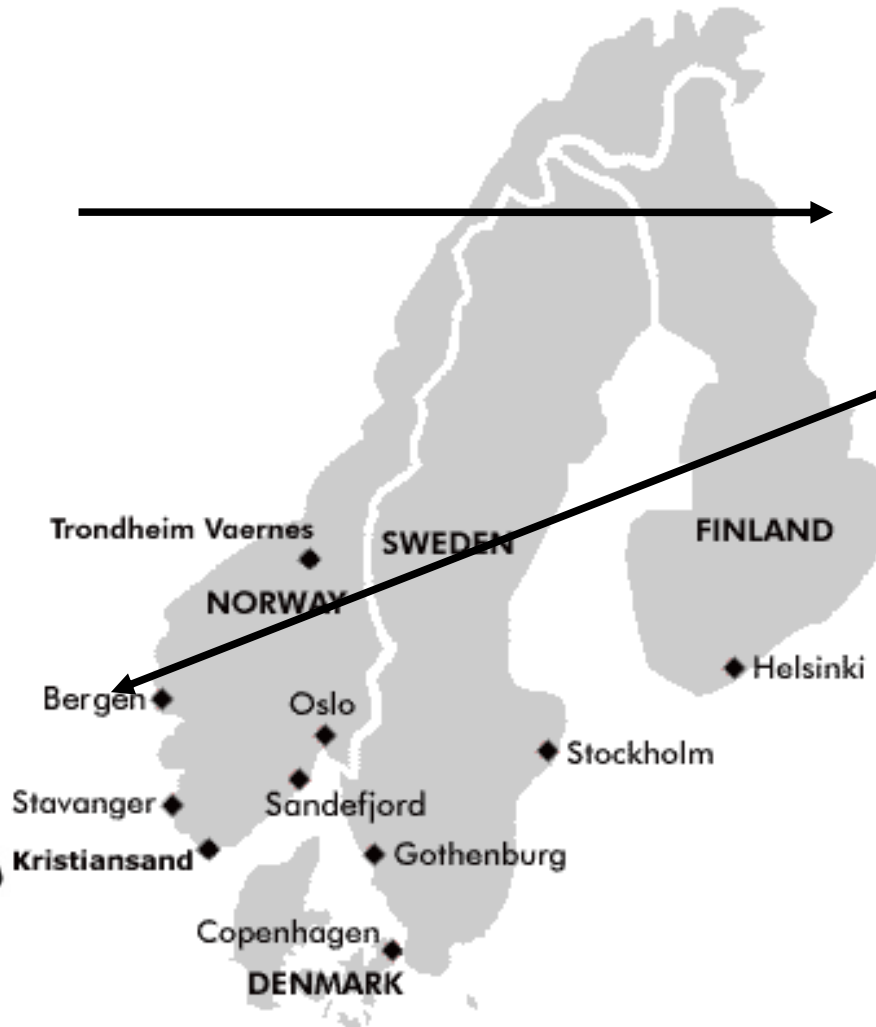 Trondheim Vaernes
SWEDEN
FINLAND
NORWAY
Bergen
Oslo
Helsinki
Stockholm
Stavanger
Sandefjord
Kristiansand
Gothenburg
Copenhagen
DENMARK